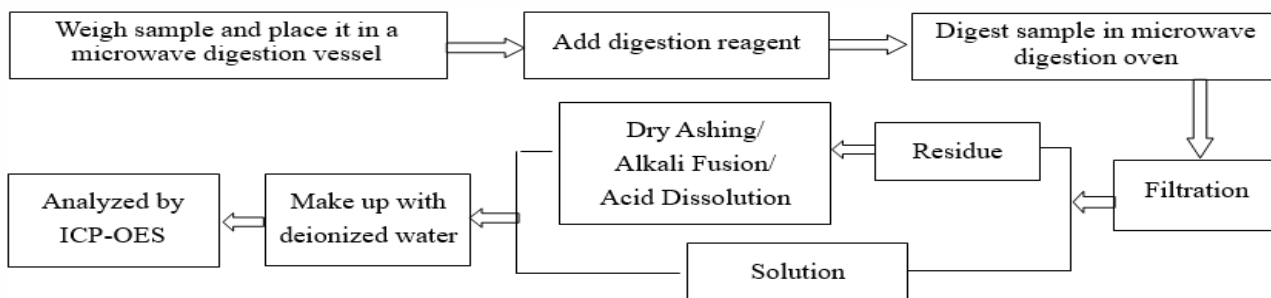 Weigh sample and place it in a
microwave digestion vessel
Add digestion reagent
Digest sample in microwave
digestion oven
Filtration
Residue
Dry Ashing/
Alkali Fusion/
Acid Dissolution
Solution
Make up with
deionized water
Analyzed by
ICP-OES